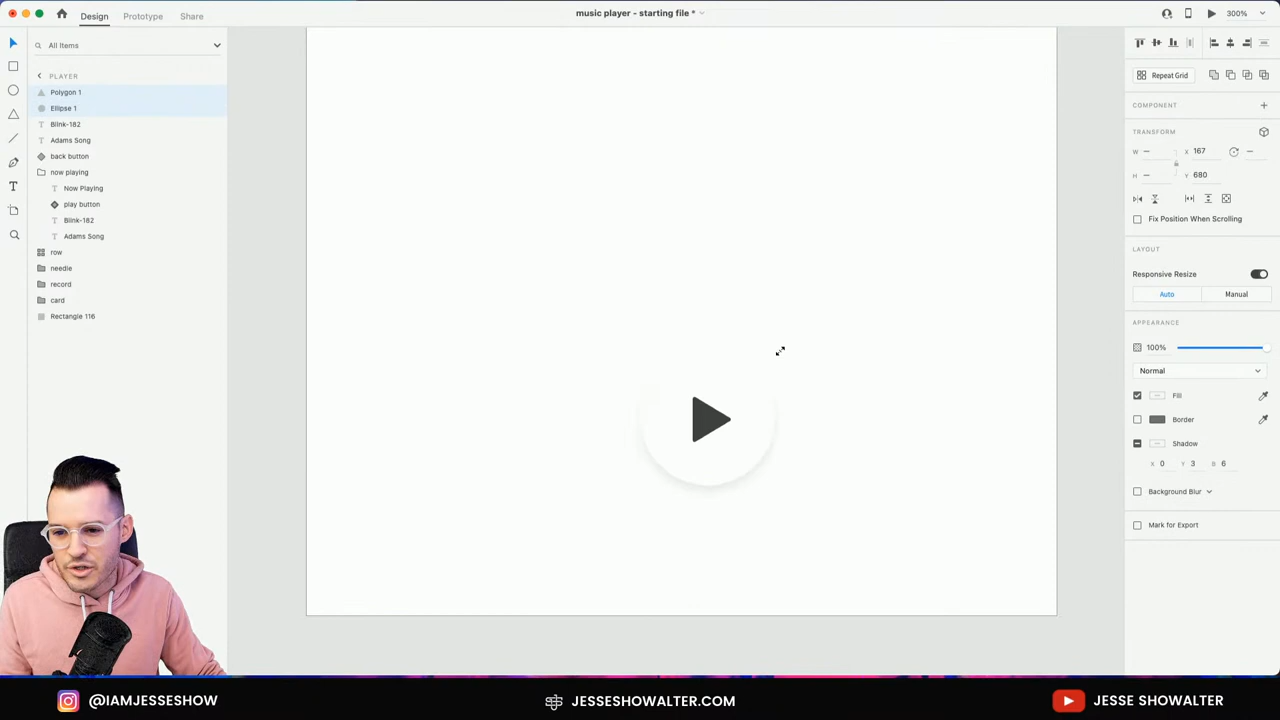 music player - starting file *
Design
Prototype
Share
300%
All Items
PLAYER
Polygon 1
Ellipse 1
Blink-182
Adams Song
back button
now playing
Now Playing
play button
Blink-182
Adams Song
row
needle
record
card
Rectangle 116
Repeat Grid
COMPONENT
TRANSFORM
W
X 167
H
Y 680
Fix Position When Scrolling
LAYOUT
Responsive Resize
Auto
Manual
APPEARANCE
100%
Normal
Fill
Border
Shadow
X 0 Y 3 B 6
Background Blur
Mark for Export
@IAMJESSESHOW
JESSESHOWALTER.COM
JESSE SHOWALTER